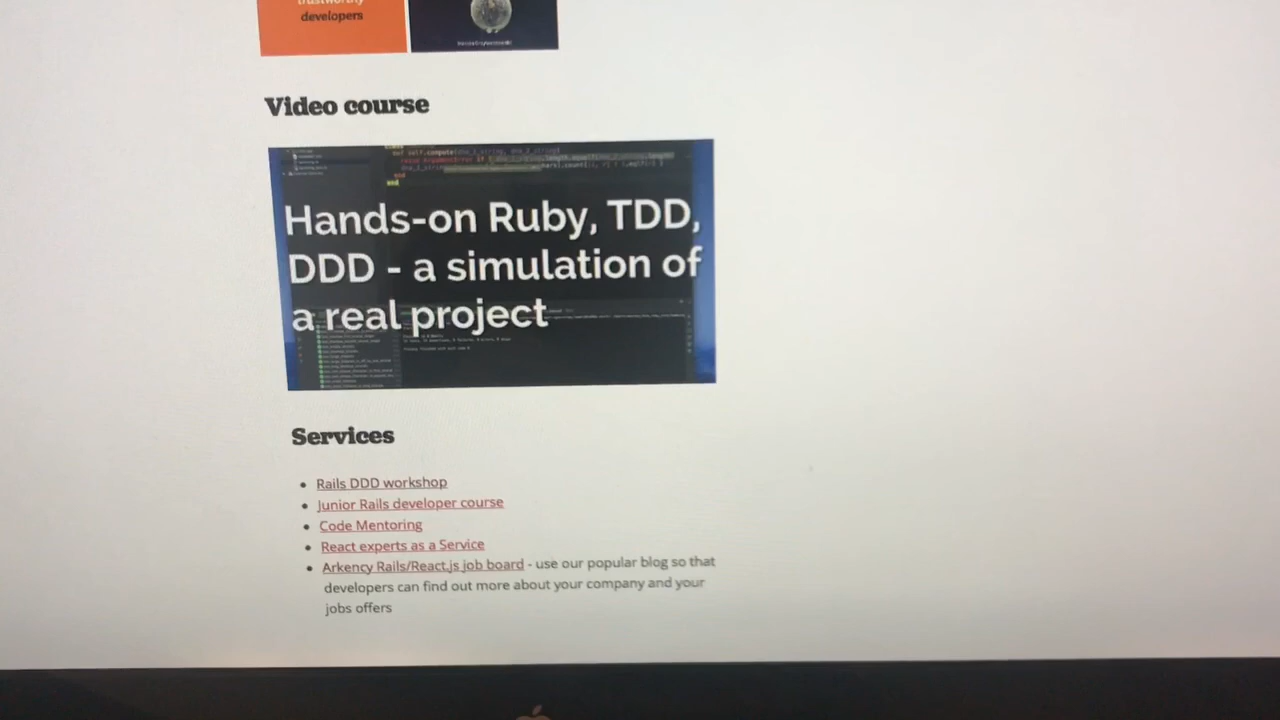 trustworthy
developers
Video course
Hands-on Ruby, TDD,
DDD - a simulation of
a real project
Services
Rails DDD workshop
Junior Rails developer course
Code Mentoring
React experts as a Service
Arkency Rails/React.js job board - use our popular blog so that
developers can find out more about your company and your
jobs offers